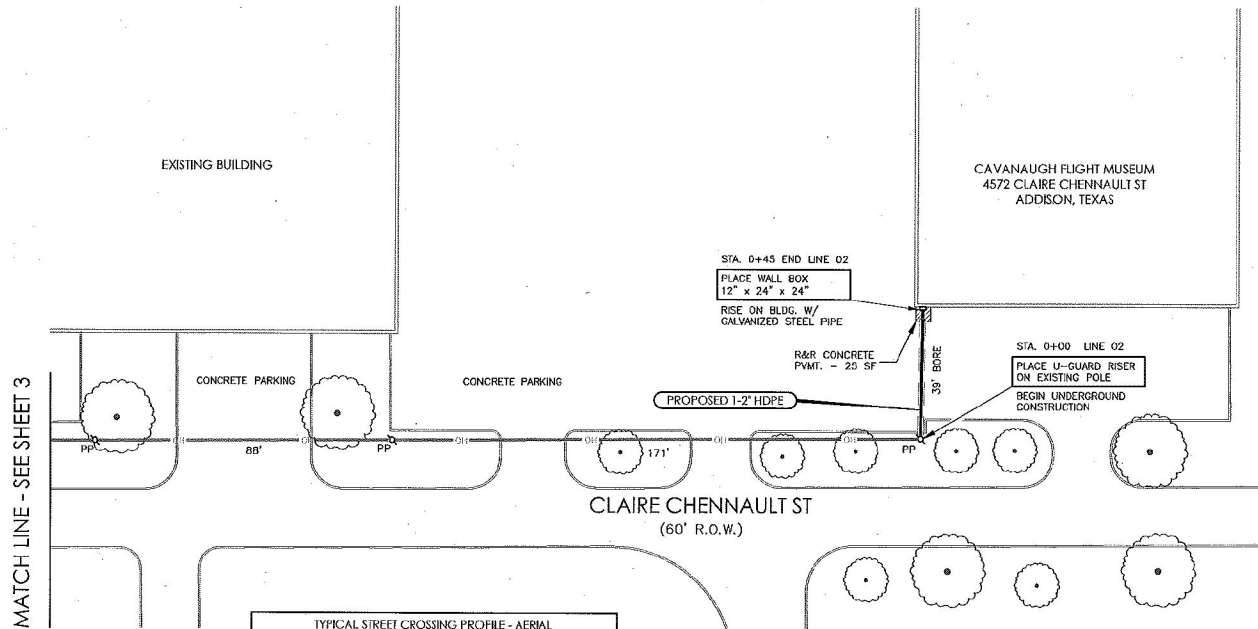 EXISTING BUILDING
CAVANAUGH FLIGHT MUSEUM
4572 CLAIRE CHENNAULT ST
ADDISON, TEXAS
STA. 0+45 END LINE 02
PLACE WALL BOX
12" x 24" x 24"
RISE ON BLDG. W/
GALVANIZED STEEL PIPE
R&R CONCRETE
PVMT. - 25 SF
39' BORE
STA. 0+00 LINE 02
PLACE U-GUARD RISER
ON EXISTING POLE
BEGIN UNDERGROUND
CONSTRUCTION
CONCRETE PARKING
CONCRETE PARKING
PROPOSED 1-2" HDPE
OH
OH
OH
OH
OH
OH
PP
88'
PP
171'
PP
CLAIRE CHENNAULT ST
(60' R.O.W.)
MATCH LINE - SEE SHEET 3
TYPICAL STREET CROSSING PROFILE - AERIAL